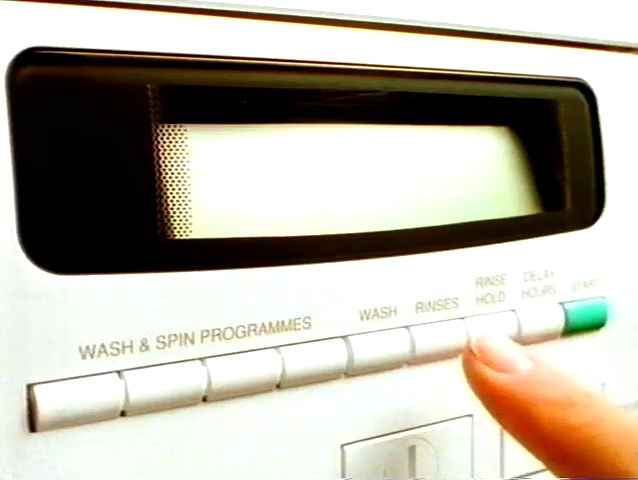 WASH & SPIN PROGRAMMES
WASH
RINSES
RINSE
HOLD
DELAY
HOURS
START